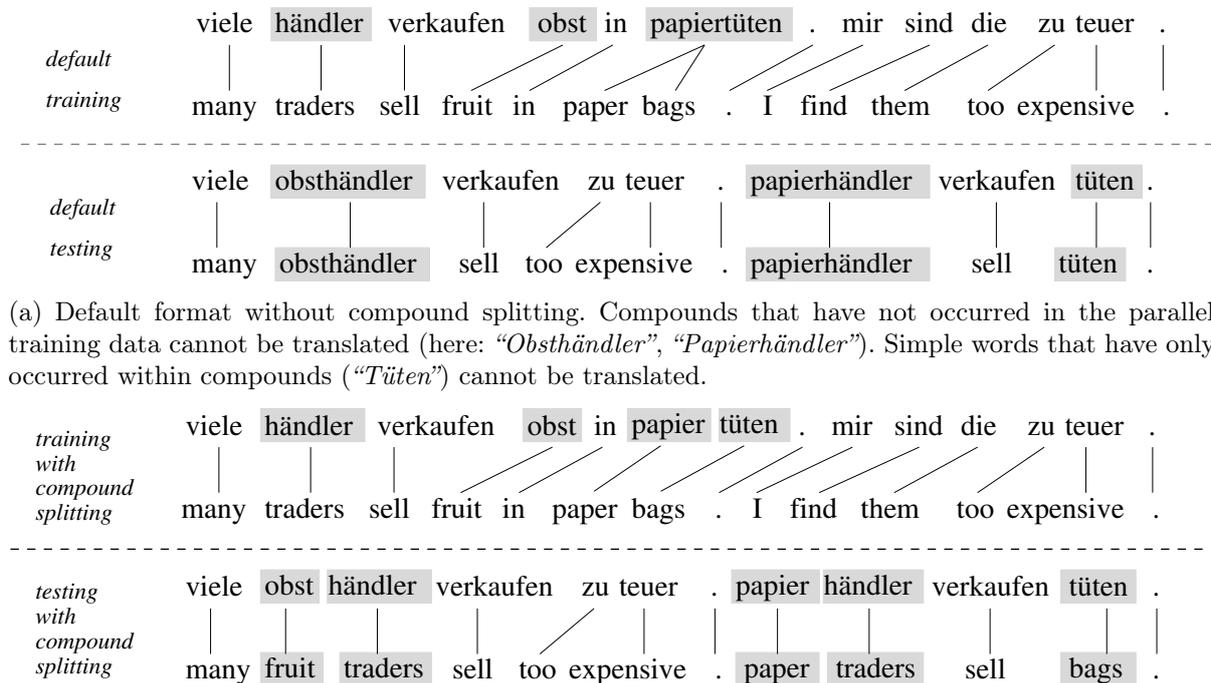 viele händler verkaufen obst in papiertüten . mir sind die zu teuer .
default
training
many traders sell fruit in paper bags . I find them too expensive .
viele obsthändler verkaufen zu teuer . papierhändler verkaufen tüten .
default
testing
many obsthändler sell too expensive . papierhändler sell tüten .
(a) Default format without compound splitting. Compounds that have not occurred in the parallel
training data cannot be translated (here: “Obsthändler”, “Papierhändler”). Simple words that have only
occurred within compounds (“Tüten”) cannot be translated.
viele händler verkaufen obst in papier tüten . mir sind die zu teuer .
training
with
compound
splitting
many traders sell fruit in paper bags . I find them too expensive .
viele obst händler verkaufen zu teuer . papier händler verkaufen tüten .
testing
with
compound
splitting
many fruit traders sell too expensive . paper traders sell bags .